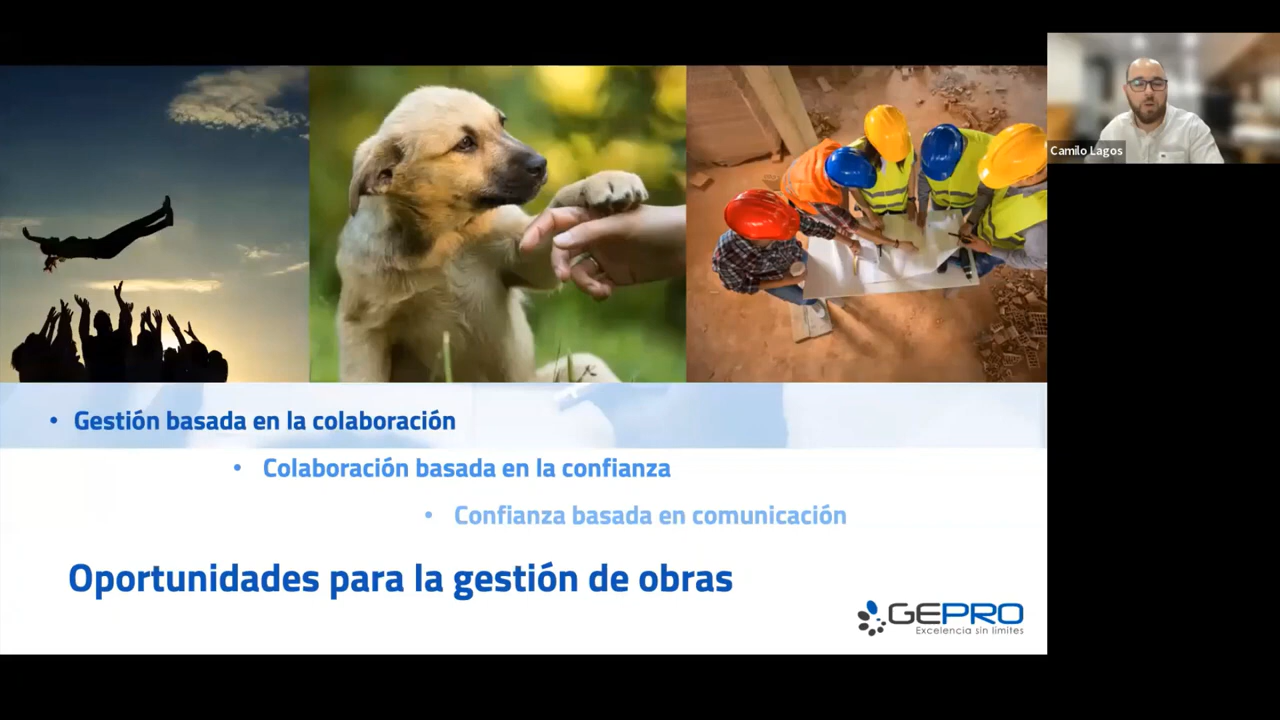 Camilo Lagos
• Gestión basada en la colaboración
• Colaboración basada en la confianza
• Confianza basada en comunicación
Oportunidades para la gestión de obras
GEPRO
Excelencia sin límites